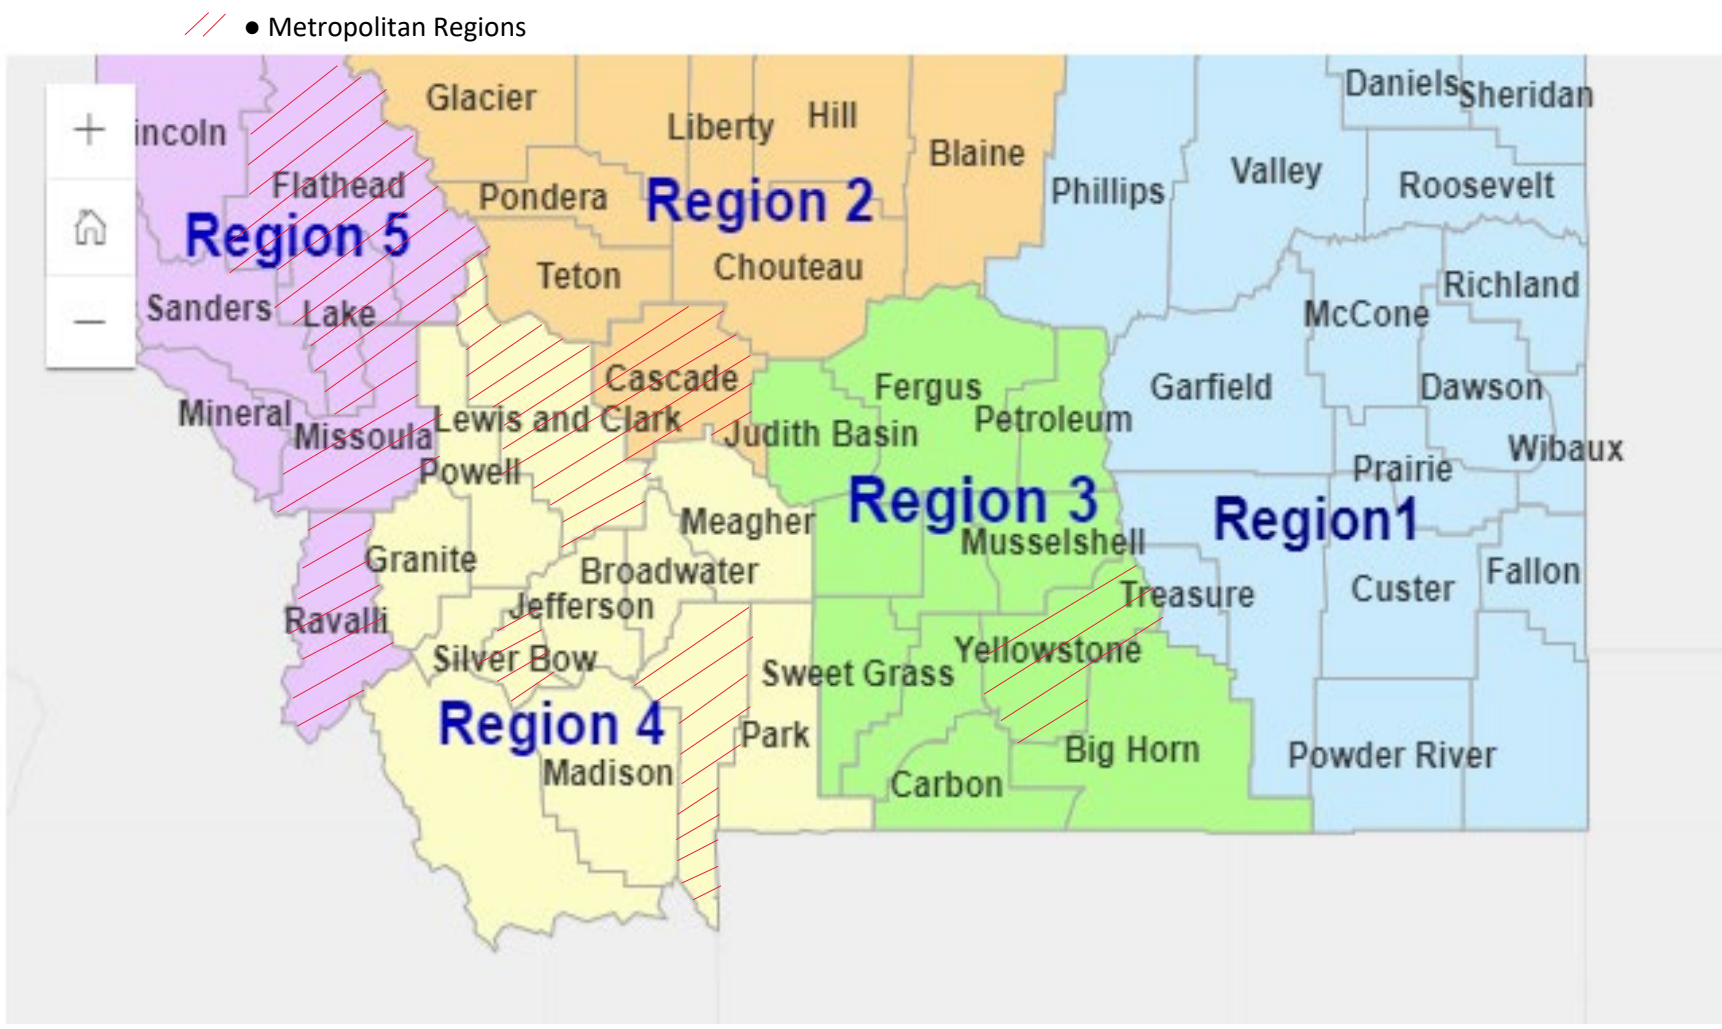 ● Metropolitan Regions
Glacier
Liberty
Hill
Blaine
Daniels
Sheridan
incoln
Flathead
Pondera
Region 2
Phillips
Valley
Roosevelt
Region 5
Teton
Chouteau
Richland
Sanders
Lake
McCone
Cascade
Fergus
Garfield
Dawson
Mineral
Missoula
Lewis and Clark
Judith Basin
Petroleum
Wibaux
Powell
Prairie
Region 3
Meagher
Region1
Musselshell
Granite
Broadwater
Treasure
Custer
Fallon
Jefferson
Ravalli
Silver Bow
Sweet Grass
Yellowstone
Region 4
Park
Madison
Carbon
Big Horn
Powder River